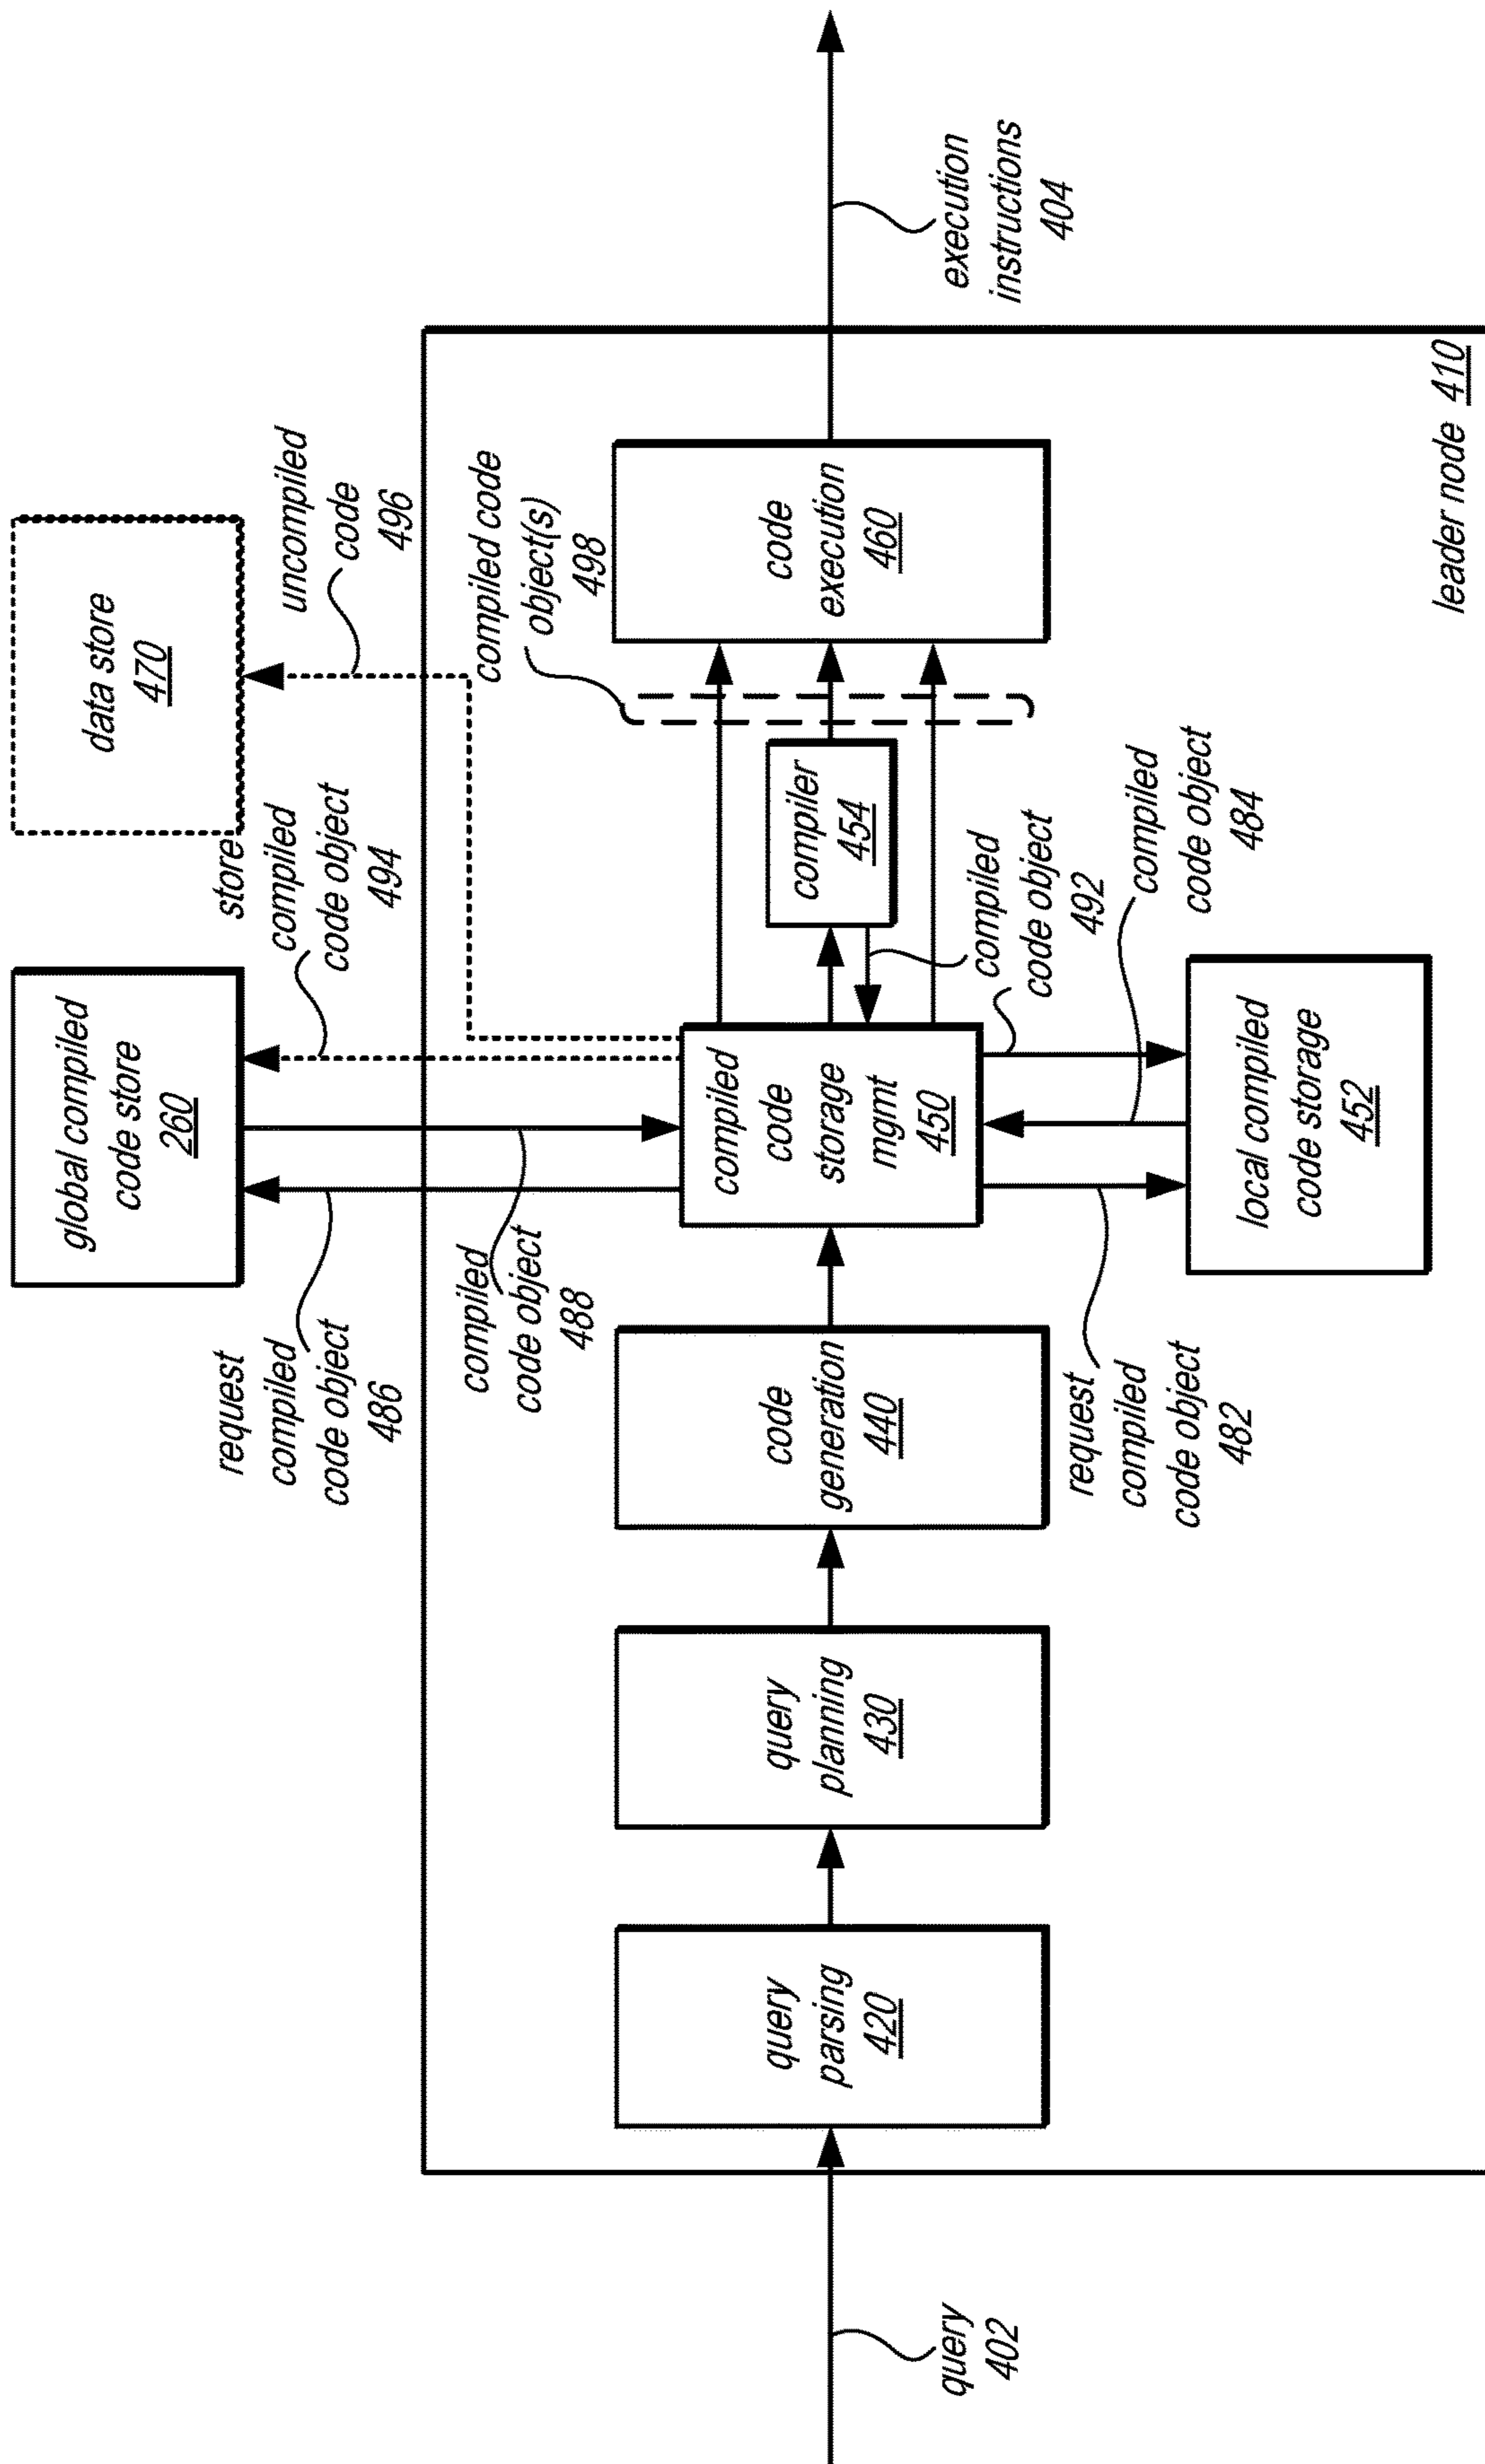 global compiled
code store
260
data store
470
request
compiled
code object
486
store
compiled
code object
494
uncompiled
code
496
compiled
code object
488
compiled code
object(s)
498
query
402
query
parsing
420
query
planning
430
code
generation
440
compiled
code
storage
mgmt
450
compiler
454
code
execution
460
execution
instructions
404
request
compiled
code object
482
compiled
code object
492
compiled
code object
484
local compiled
code storage
452
leader node 410